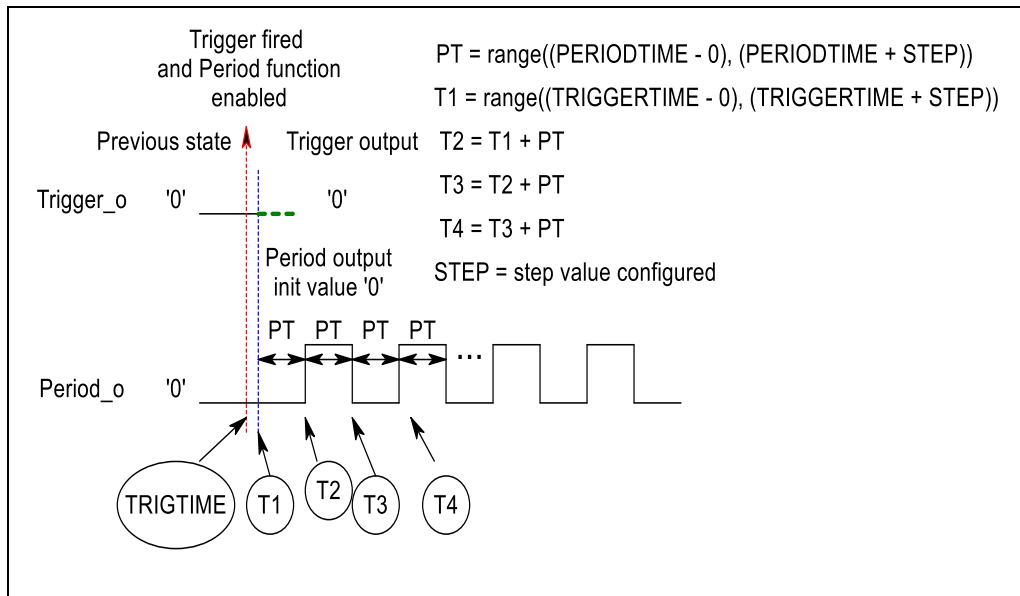 Trigger fired
and Period function
enabled
PT = range((PERIODTIME - 0), (PERIODTIME + STEP))
T1 = range((TRIGGERTIME - 0), (TRIGGERTIME + STEP))
Previous state
Trigger output
T2 = T1 + PT
Trigger_o '0' '0'
T3 = T2 + PT
T4 = T3 + PT
Period output
init value '0'
STEP = step value configured
PT PT PT PT
...
Period_o '0'
TRIGTIME T1 T2 T3 T4